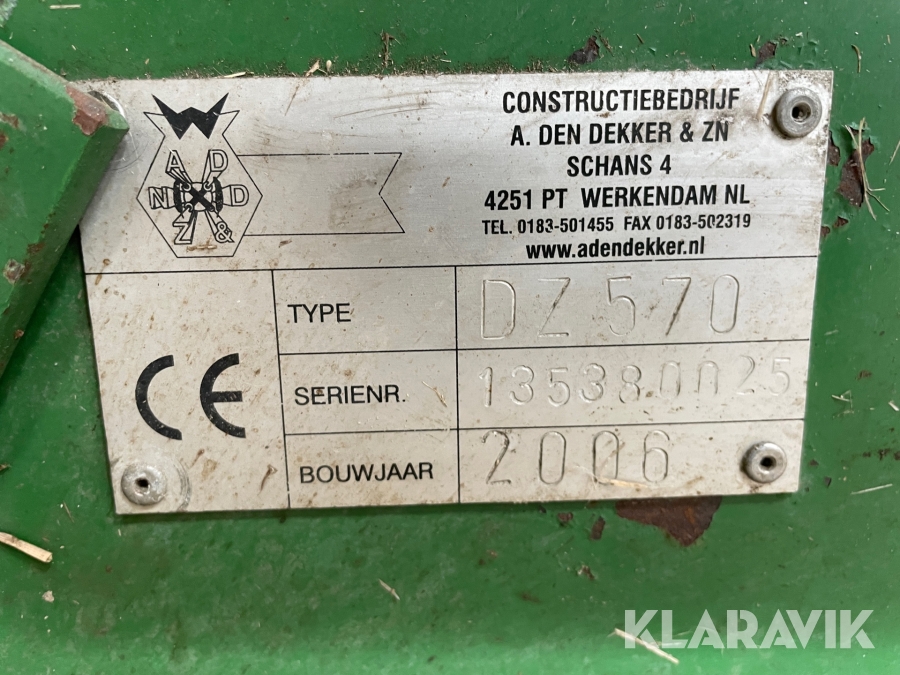 W
A D
N D
Z &
CONSTRUCTIEBEDRIJF
A. DEN DEKKER & ZN
SCHANS 4
4251 PT WERKENDAM NL
TEL. 0183-501455 FAX 0183-502319
www.adendekker.nl
CE
TYPE DZ 570
SERIENR. 135380025
BOUWJAAR 2006
KLARAVIK